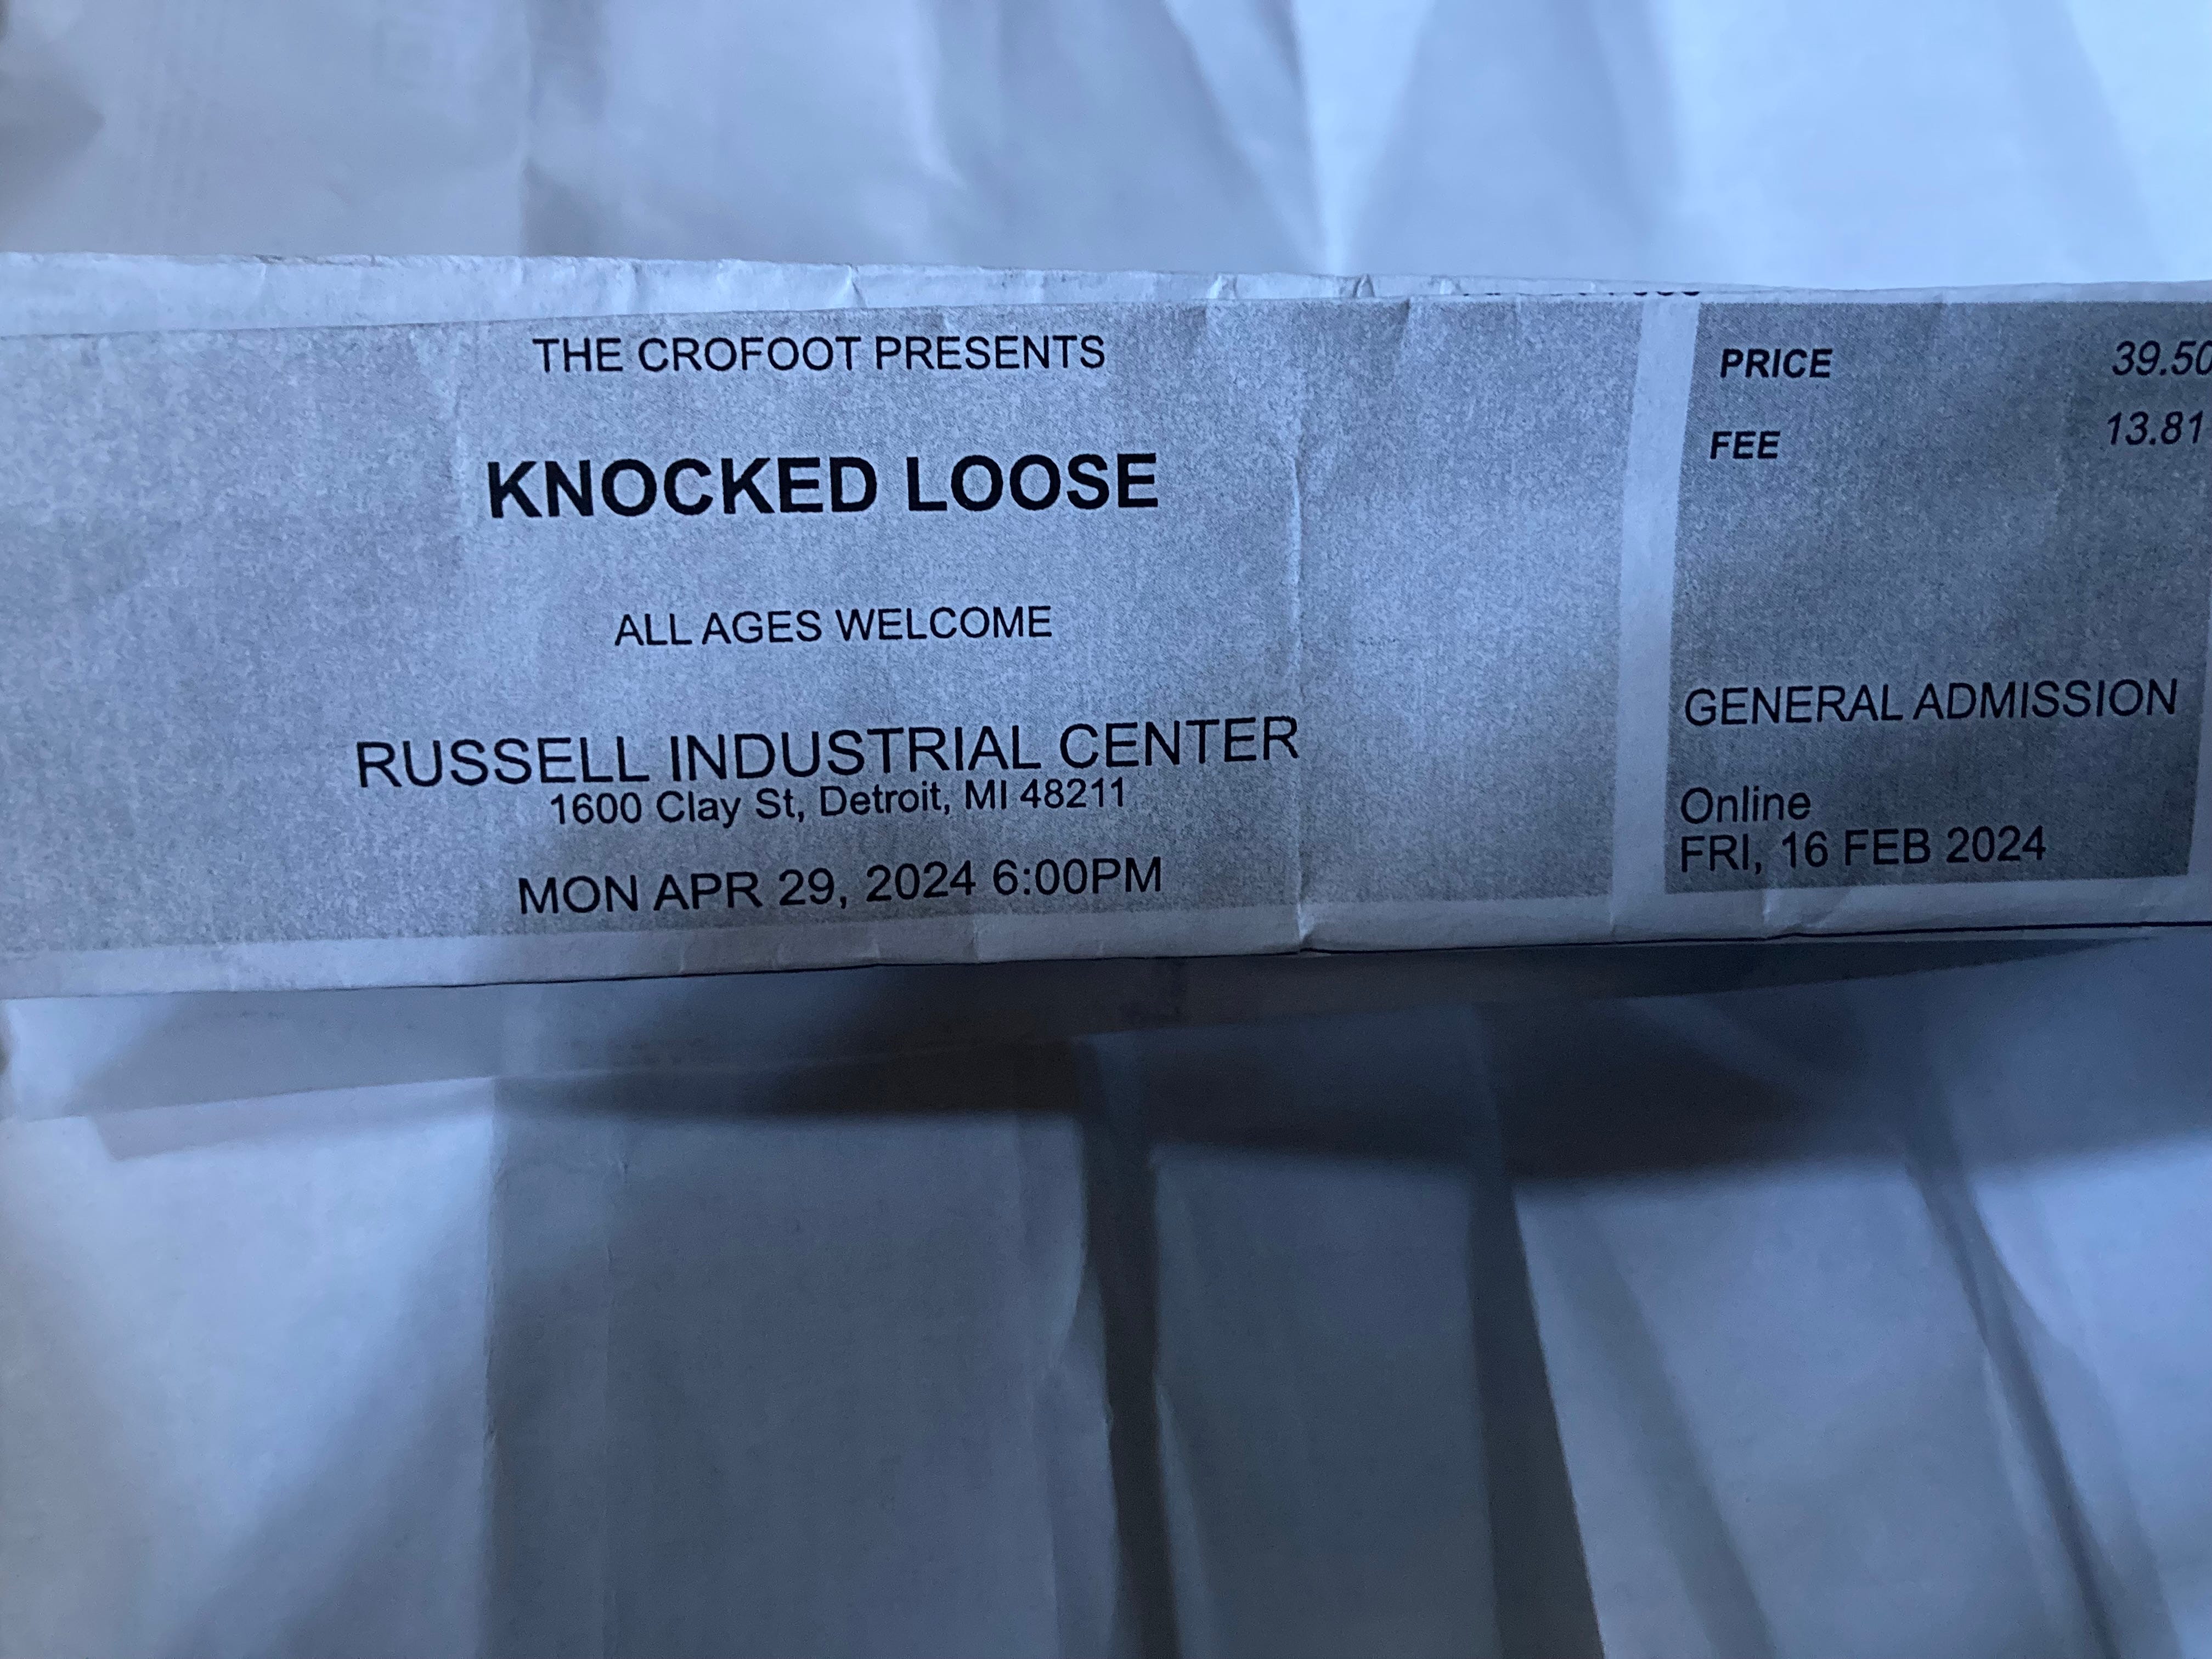 THE CROFOOT PRESENTS
KNOCKED LOOSE
ALL AGES WELCOME
RUSSELL INDUSTRIAL CENTER
1600 Clay St, Detroit, MI 48211
MON APR 29, 2024 6:00PM
PRICE 39.50
FEE 13.81
GENERAL ADMISSION
Online
FRI, 16 FEB 2024